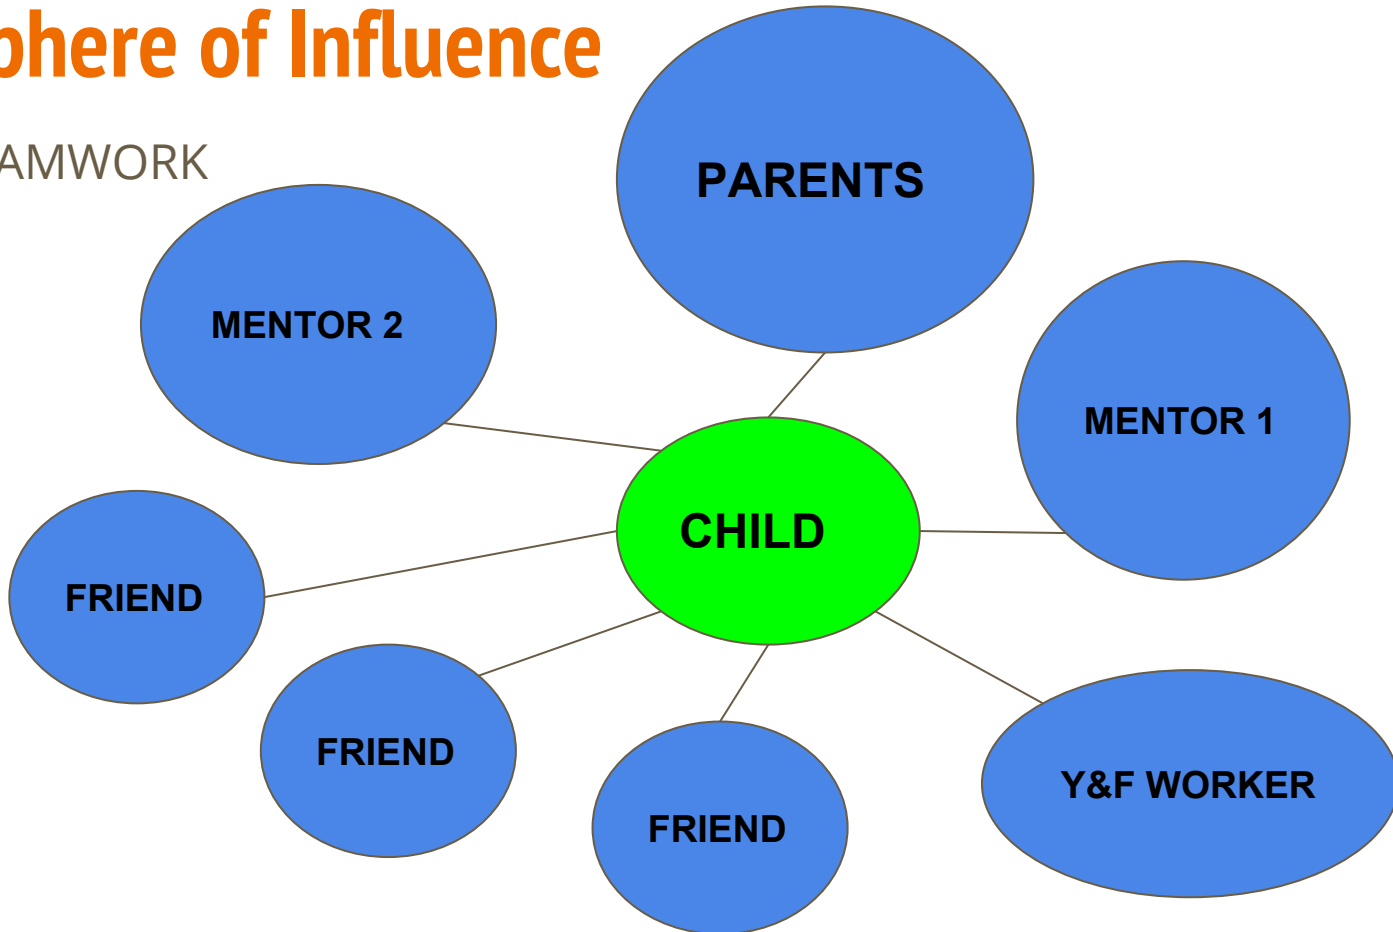 phere of Influence
AMWORK
PARENTS
MENTOR 2
MENTOR 1
CHILD
FRIEND
FRIEND
Y&F WORKER
FRIEND